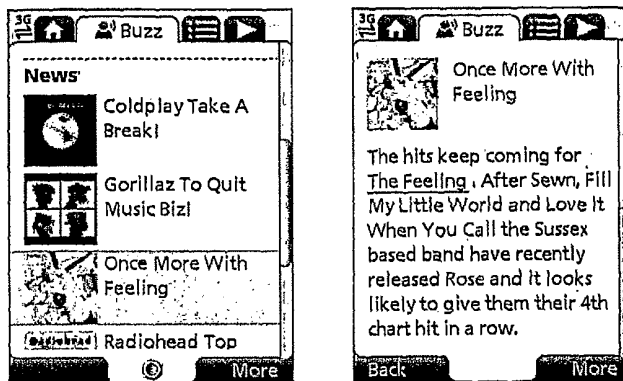 3G
Buzz
News
Coldplay Take A
Break!
Gorillaz To Quit
Music Biz!
Once More With
Feeling
Radiohead
Radiohead Top
More
3G
Buzz
Once More With
Feeling
The hits keep coming for
The Feeling . After Sewn, Fill
My Little World and Love It
When You Call the Sussex
based band have recently
released Rose and it looks
likely to give them their 4th
chart hit in a row.
Back
More